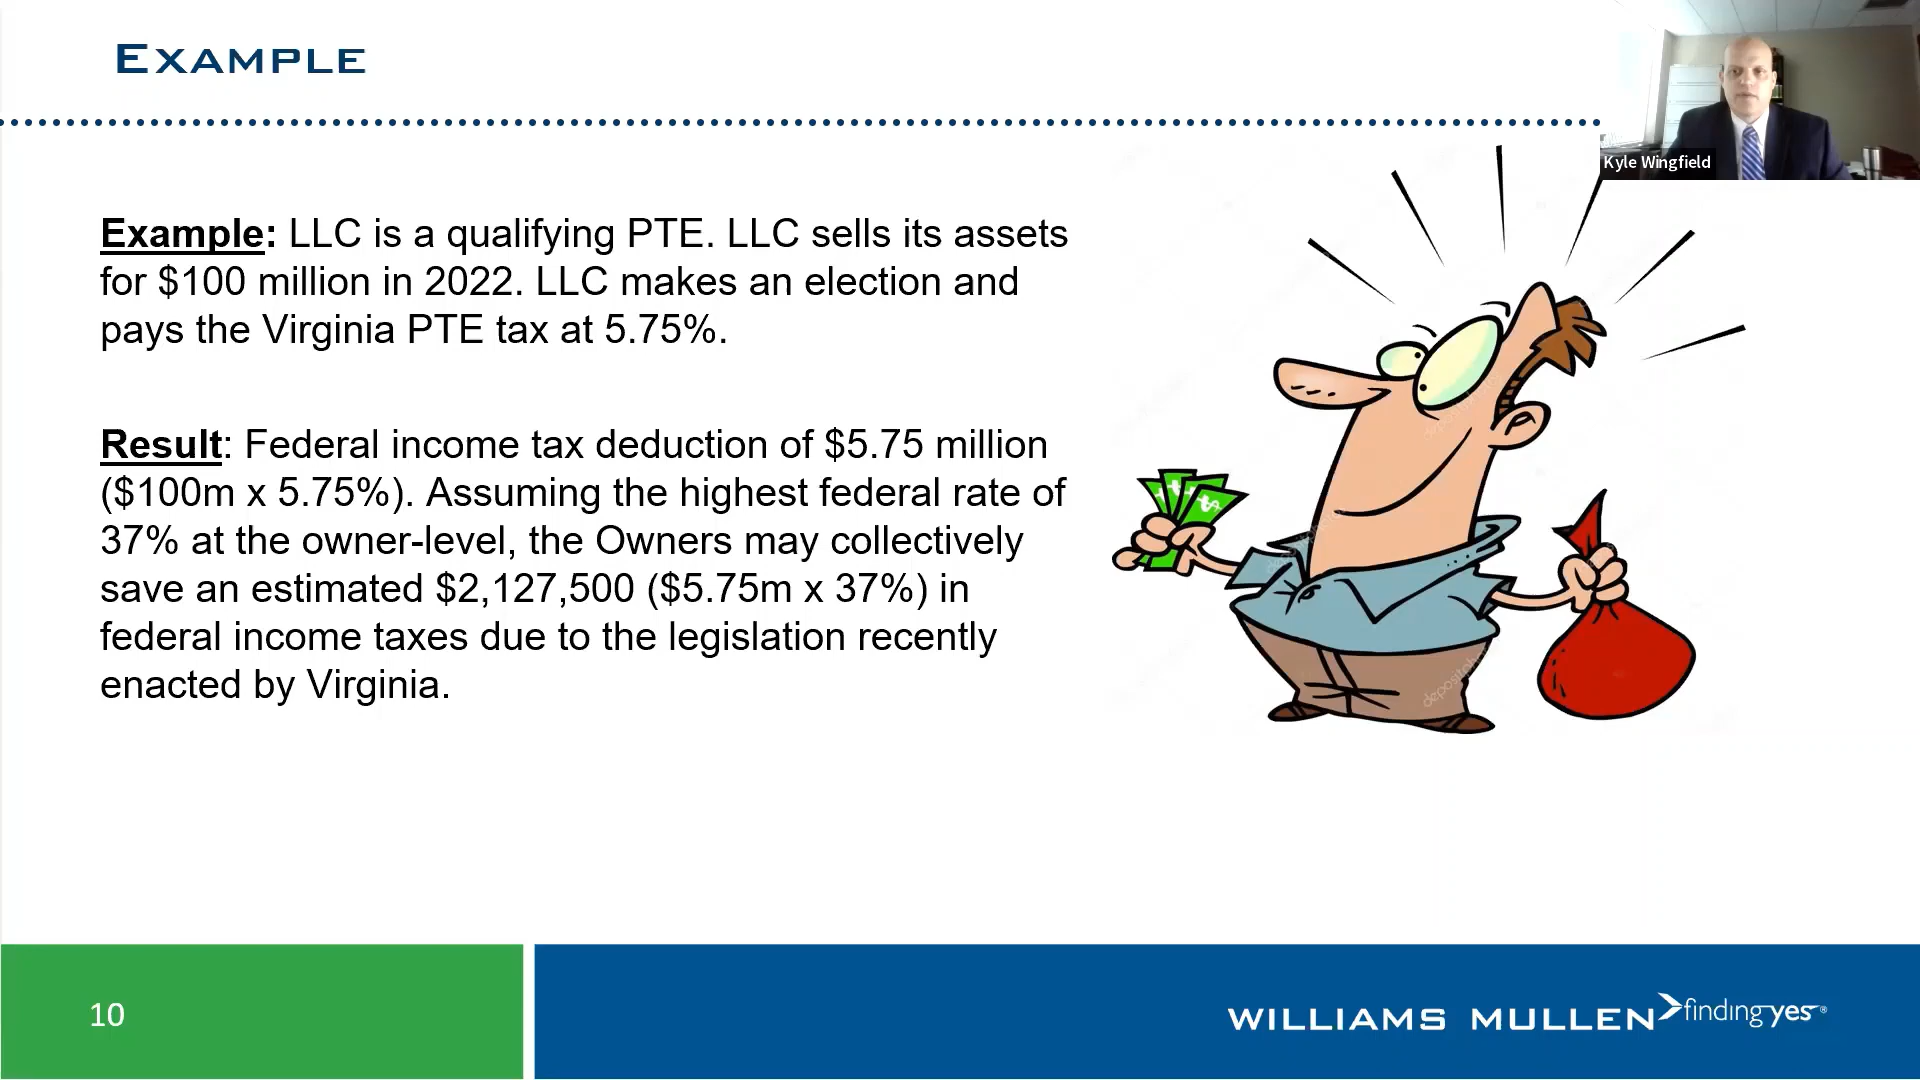 EXAMPLE
Kyle Wingfield
Example: LLC is a qualifying PTE. LLC sells its assets
for $100 million in 2022. LLC makes an election and
pays the Virginia PTE tax at 5.75%.
Result: Federal income tax deduction of $5.75 million
($100m x 5.75%). Assuming the highest federal rate of
37% at the owner-level, the Owners may collectively
save an estimated $2,127,500 ($5.75m x 37%) in
federal income taxes due to the legislation recently
enacted by Virginia.
10
WILLIAMS MULLEN finding yes®